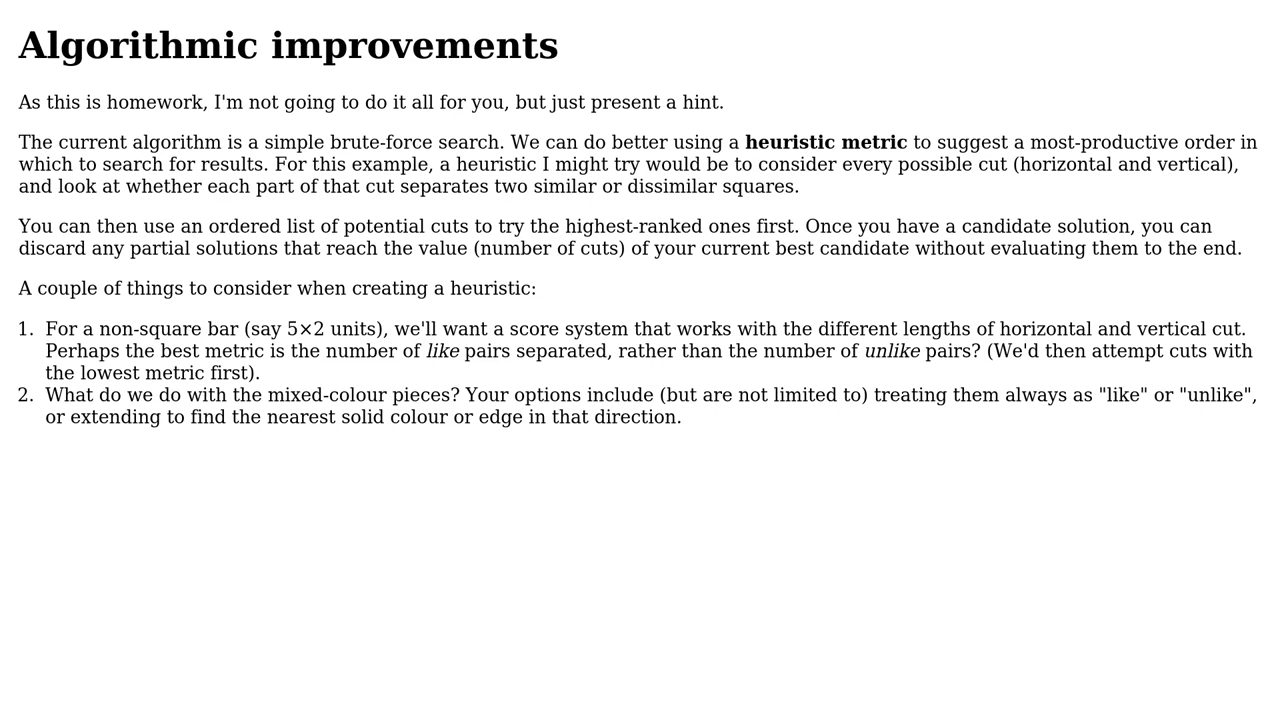 Algorithmic improvements
As this is homework, I'm not going to do it all for you, but just present a hint.
The current algorithm is a simple brute-force search. We can do better using a heuristic metric to suggest a most-productive order in
which to search for results. For this example, a heuristic I might try would be to consider every possible cut (horizontal and vertical),
and look at whether each part of that cut separates two similar or dissimilar squares.
You can then use an ordered list of potential cuts to try the highest-ranked ones first. Once you have a candidate solution, you can
discard any partial solutions that reach the value (number of cuts) of your current best candidate without evaluating them to the end.
A couple of things to consider when creating a heuristic:
1. For a non-square bar (say 5×2 units), we'll want a score system that works with the different lengths of horizontal and vertical cut.
Perhaps the best metric is the number of like pairs separated, rather than the number of unlike pairs? (We'd then attempt cuts with
the lowest metric first).
2. What do we do with the mixed-colour pieces? Your options include (but are not limited to) treating them always as "like" or "unlike",
or extending to find the nearest solid colour or edge in that direction.